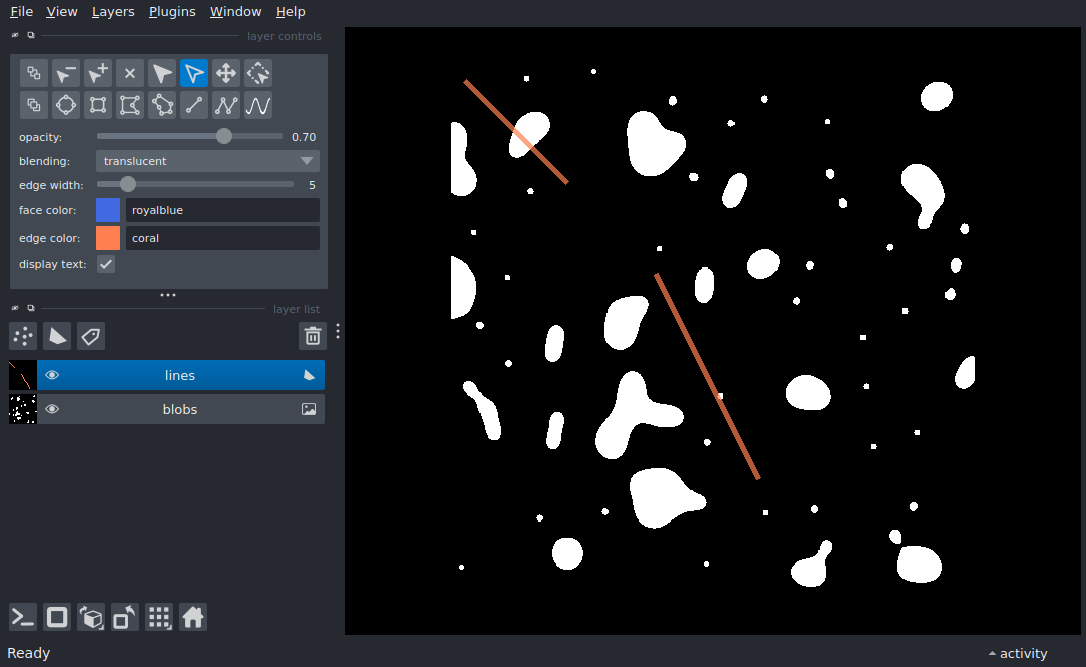 File View Layers Plugins Window Help
layer controls
opacity: 0.70
blending: translucent
edge width: 5
face color: royalblue
edge color: coral
display text:
layer list
lines
blobs
Ready
activity